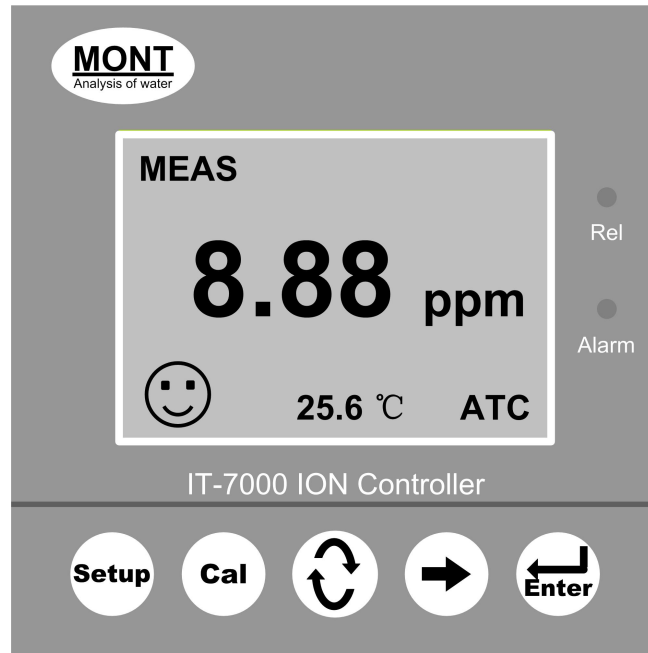 MONT
Analysis of water
MEAS
Rel
8.88 ppm
Alarm
25.6 ℃ ATC
IT-7000 ION Controller
Setup Cal Enter